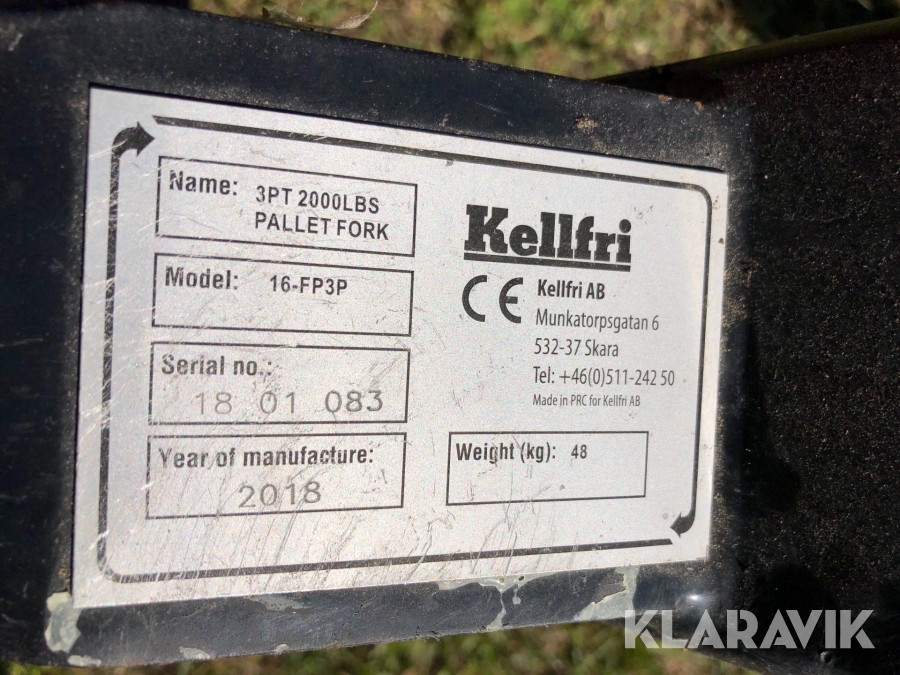 Name: 3PT 2000LBS
PALLET FORK
Model: 16-FP3P
Serial no.:
18 01 083
Year of manufacture:
2018
Kellfri
CE
Kellfri AB
Munkatorpsgatan 6
532-37 Skara
Tel: +46(0)511-242 50
Made in PRC for Kellfri AB
Weight (kg): 48
KLARAVIK